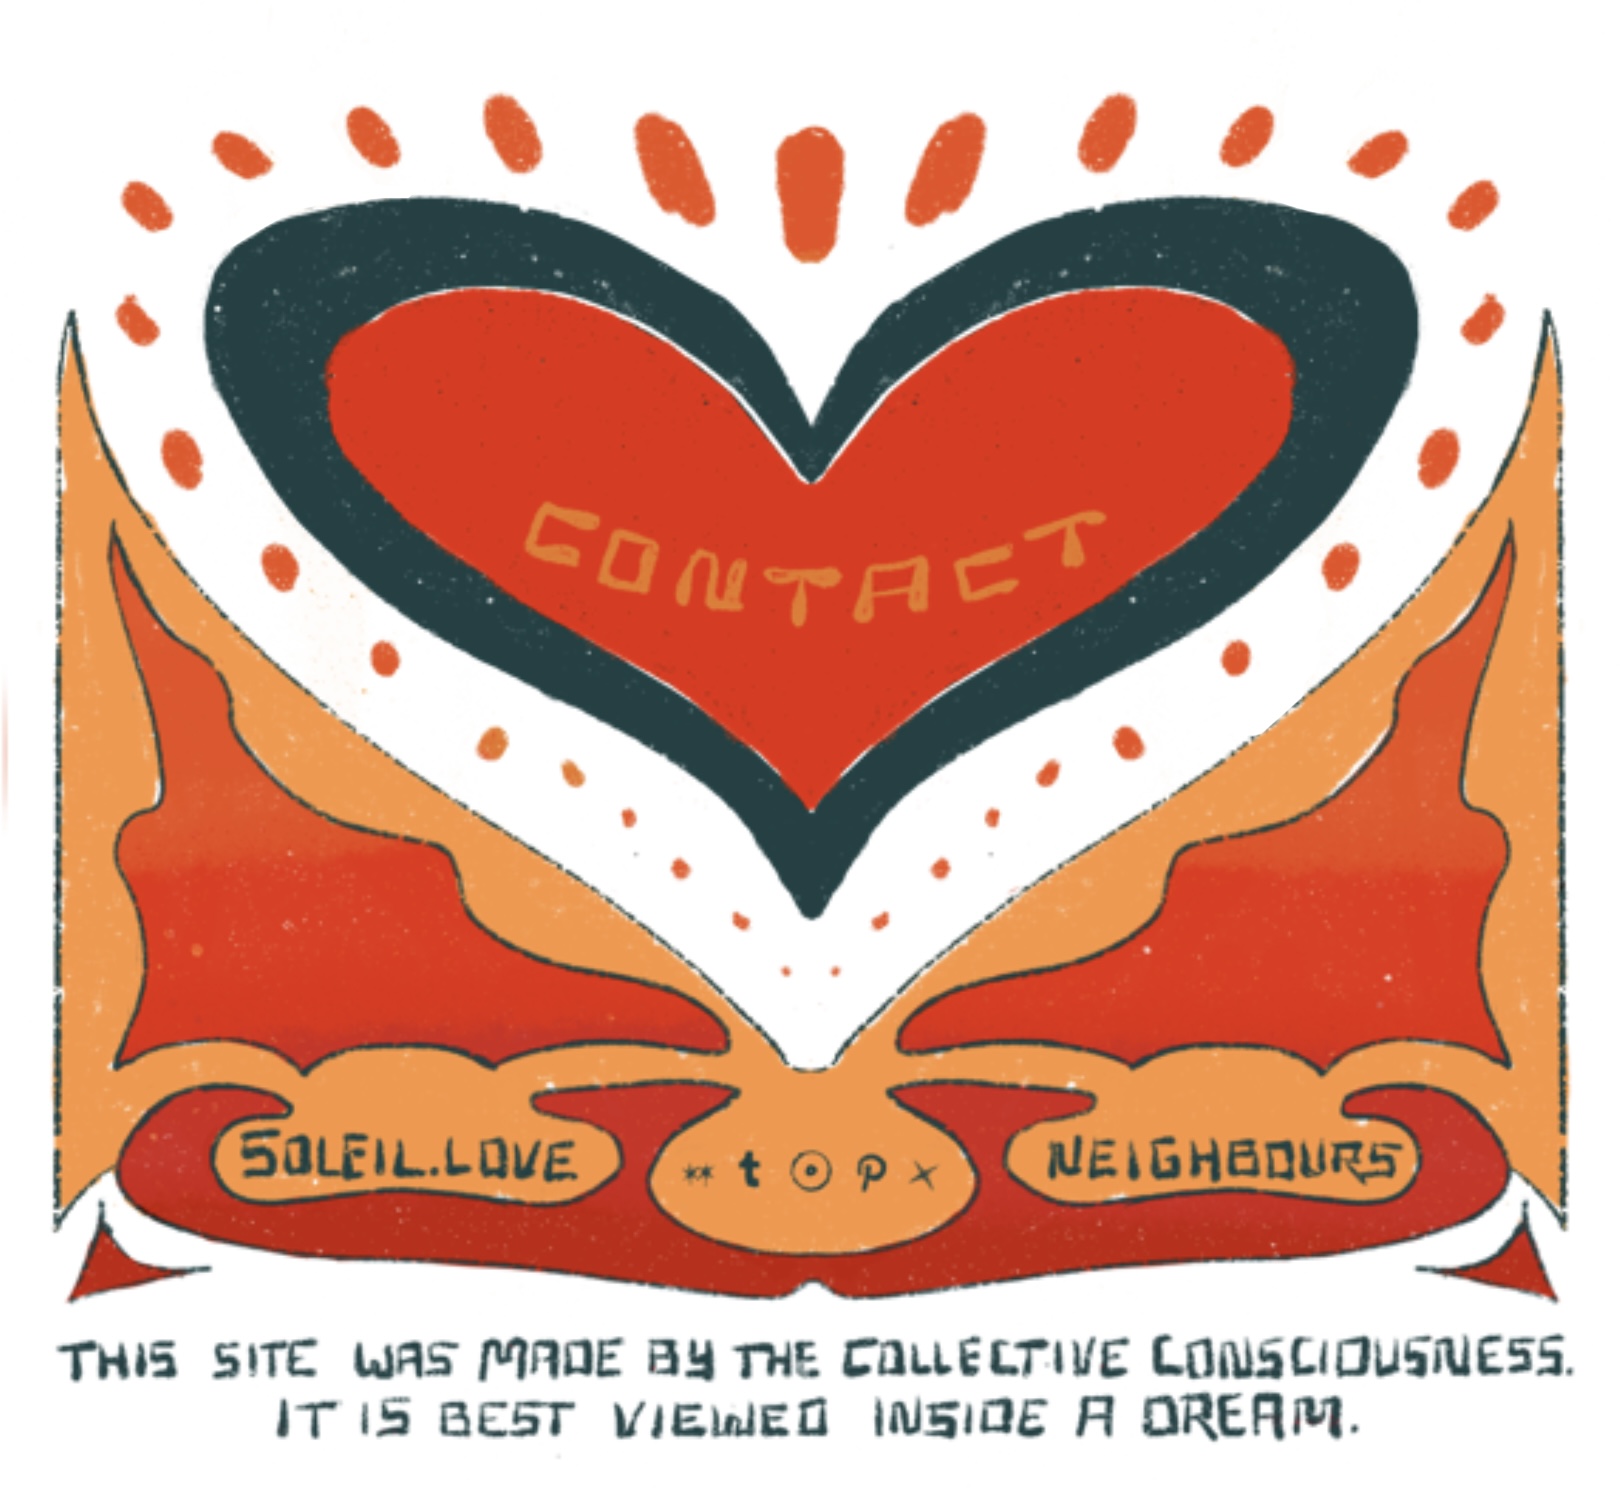 CONTACT
SOLEIL.LOVE
NEIGHBOURS
THIS SITE WAS MADE BY THE COLLECTIVE CONSCIOUSNESS.
IT IS BEST VIEWED INSIDE A DREAM.